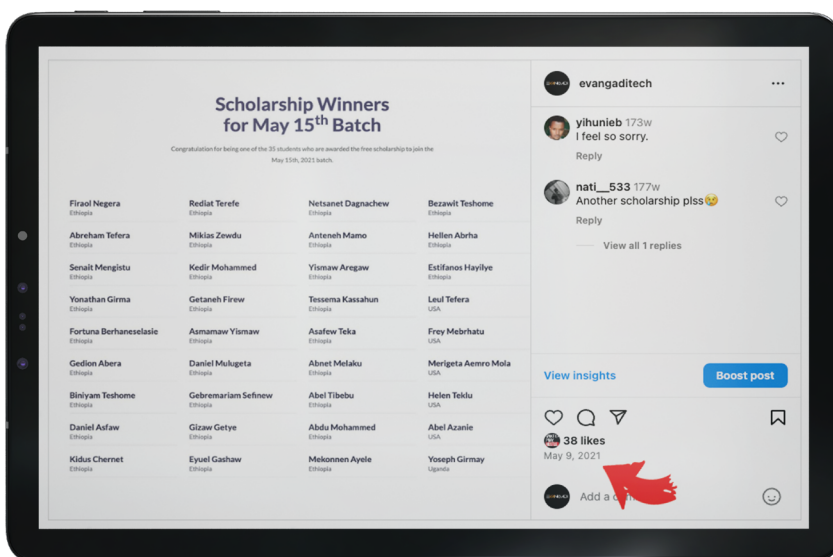 Scholarship Winners
for May 15th Batch
Congratulation for being one of the 35 students who are awarded the free scholarship to join the
May 15th, 2021 batch.
Firaol Negera
Ethiopia
Rediat Terefe
Ethiopia
Netsanet Dagnachew
Ethiopia
Bezawit Teshome
Ethiopia
Abreham Tefera
Ethiopia
Mikias Zewdu
Ethiopia
Anteneh Mamo
Ethiopia
Hellen Abrha
Ethiopia
Senait Mengistu
Ethiopia
Kedir Mohammed
Ethiopia
Yismaw Aregaw
Ethiopia
Estifanos Hayilye
Ethiopia
Yonathan Girma
Ethiopia
Getaneh Firew
Ethiopia
Tessema Kassahun
Ethiopia
Leul Tefera
USA
Fortuna Berhaneselasie
Ethiopia
Asmamaw Yismaw
Ethiopia
Asafew Teka
Ethiopia
Frey Mebrhatu
USA
Gedion Abera
Ethiopia
Daniel Mulugeta
Ethiopia
Abnet Melaku
Ethiopia
Merigeta Aemro Mola
USA
Biniyam Teshome
Ethiopia
Gebremariam Sefinew
Ethiopia
Abel Tibebu
Ethiopia
Helen Teklu
USA
Daniel Asfaw
Ethiopia
Gizaw Getye
Ethiopia
Abdu Mohammed
Ethiopia
Abel Azanie
USA
Kidus Chernet
Ethiopia
Eyuel Gashaw
Ethiopia
Mekonnen Ayele
Ethiopia
Yoseph Girmay
Uganda
evangaditech
yihunieb 173w
I feel so sorry.
Reply
nati__533 177w
Another scholarship plss😢
Reply
View all 1 replies
View insights
Boost post
38 likes
May 9, 2021
Add a